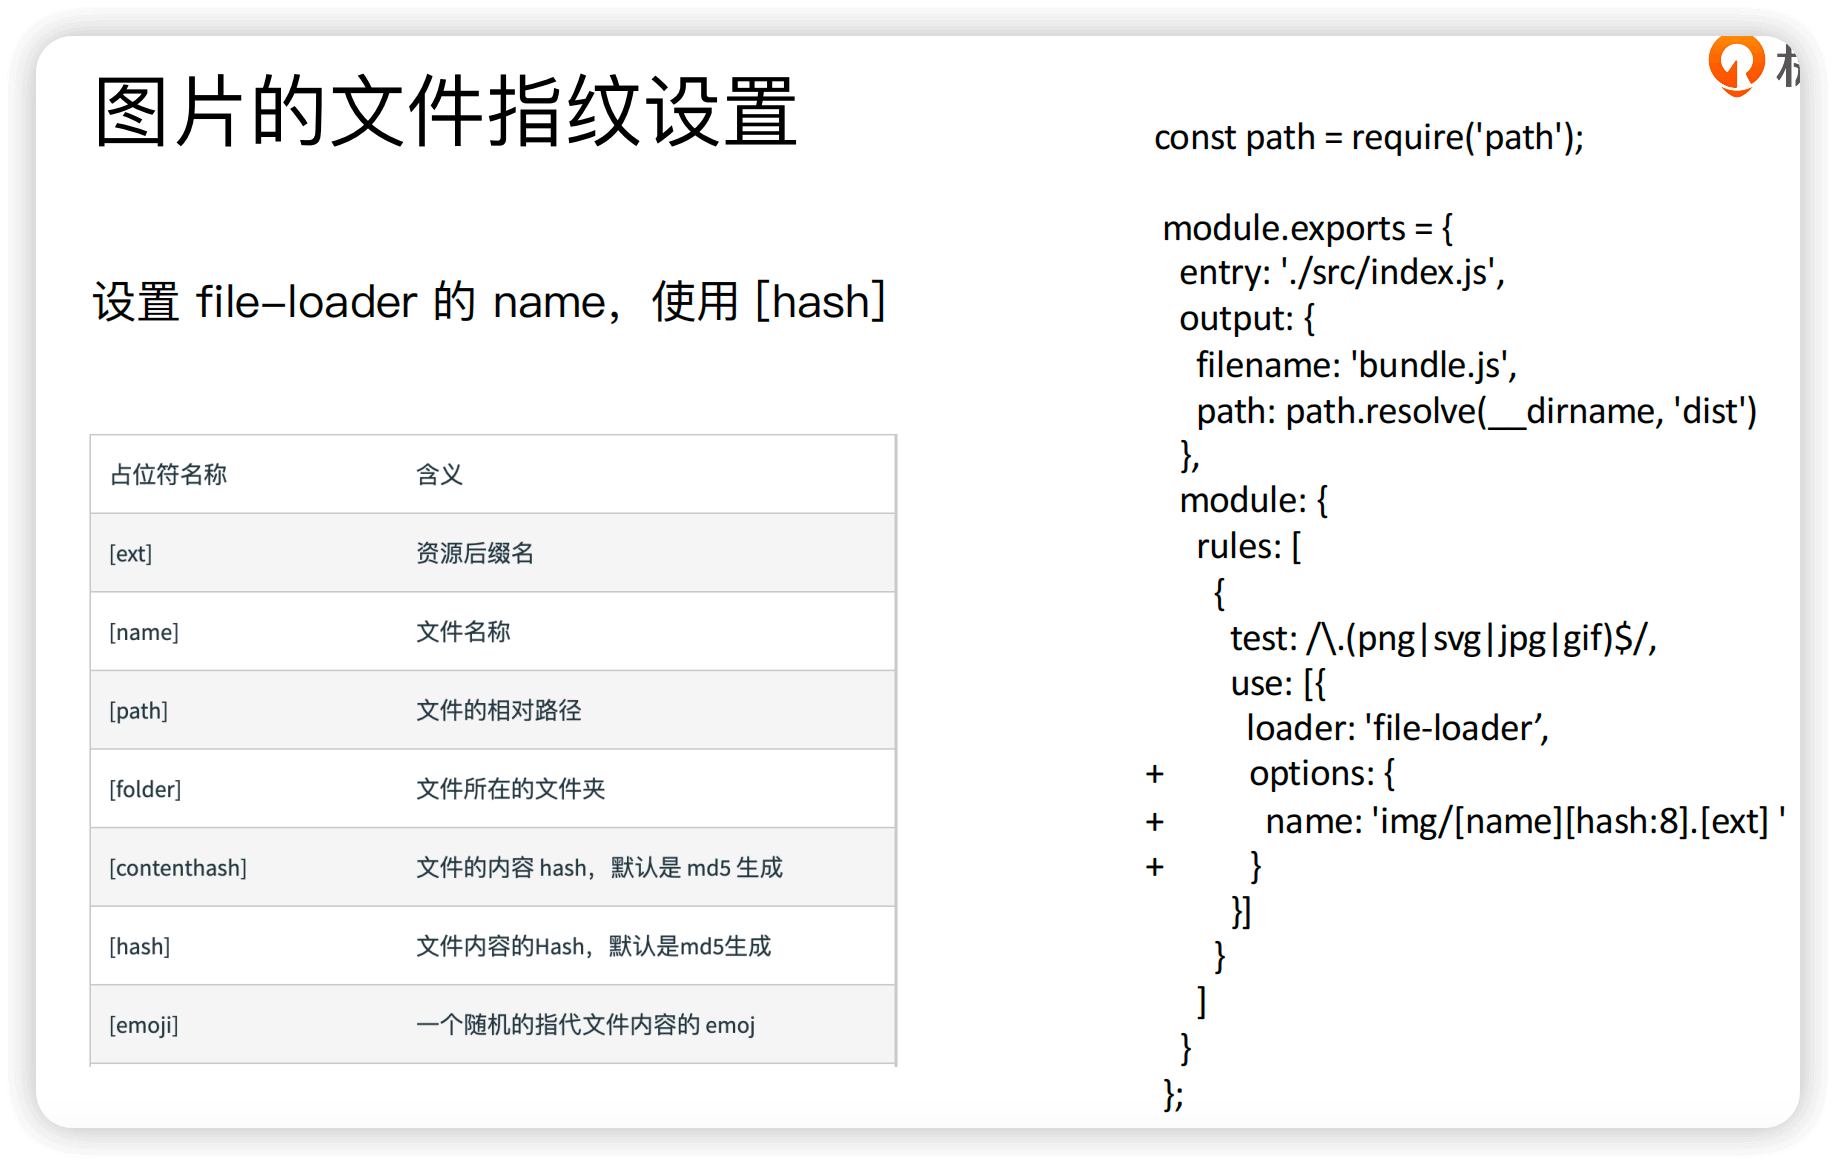 图片的文件指纹设置
设置 file-loader 的 name，使用 [hash]
占位符名称 含义
[ext] 资源后缀名
[name] 文件名称
[path] 文件的相对路径
[folder] 文件所在的文件夹
[contenthash] 文件的内容 hash，默认是 md5 生成
[hash] 文件内容的Hash，默认是md5生成
[emoji] 一个随机的指代文件内容的 emoj
const path = require('path');
module.exports = {
entry: './src/index.js',
output: {
filename: 'bundle.js',
path: path.resolve(__dirname, 'dist')
},
module: {
rules: [
{
test: /\.(png|svg|jpg|gif)$/,
use: [{
loader: 'file-loader’,
+ options: {
+ name: 'img/[name][hash:8].[ext] '
+ }
}]
}
]
}
};